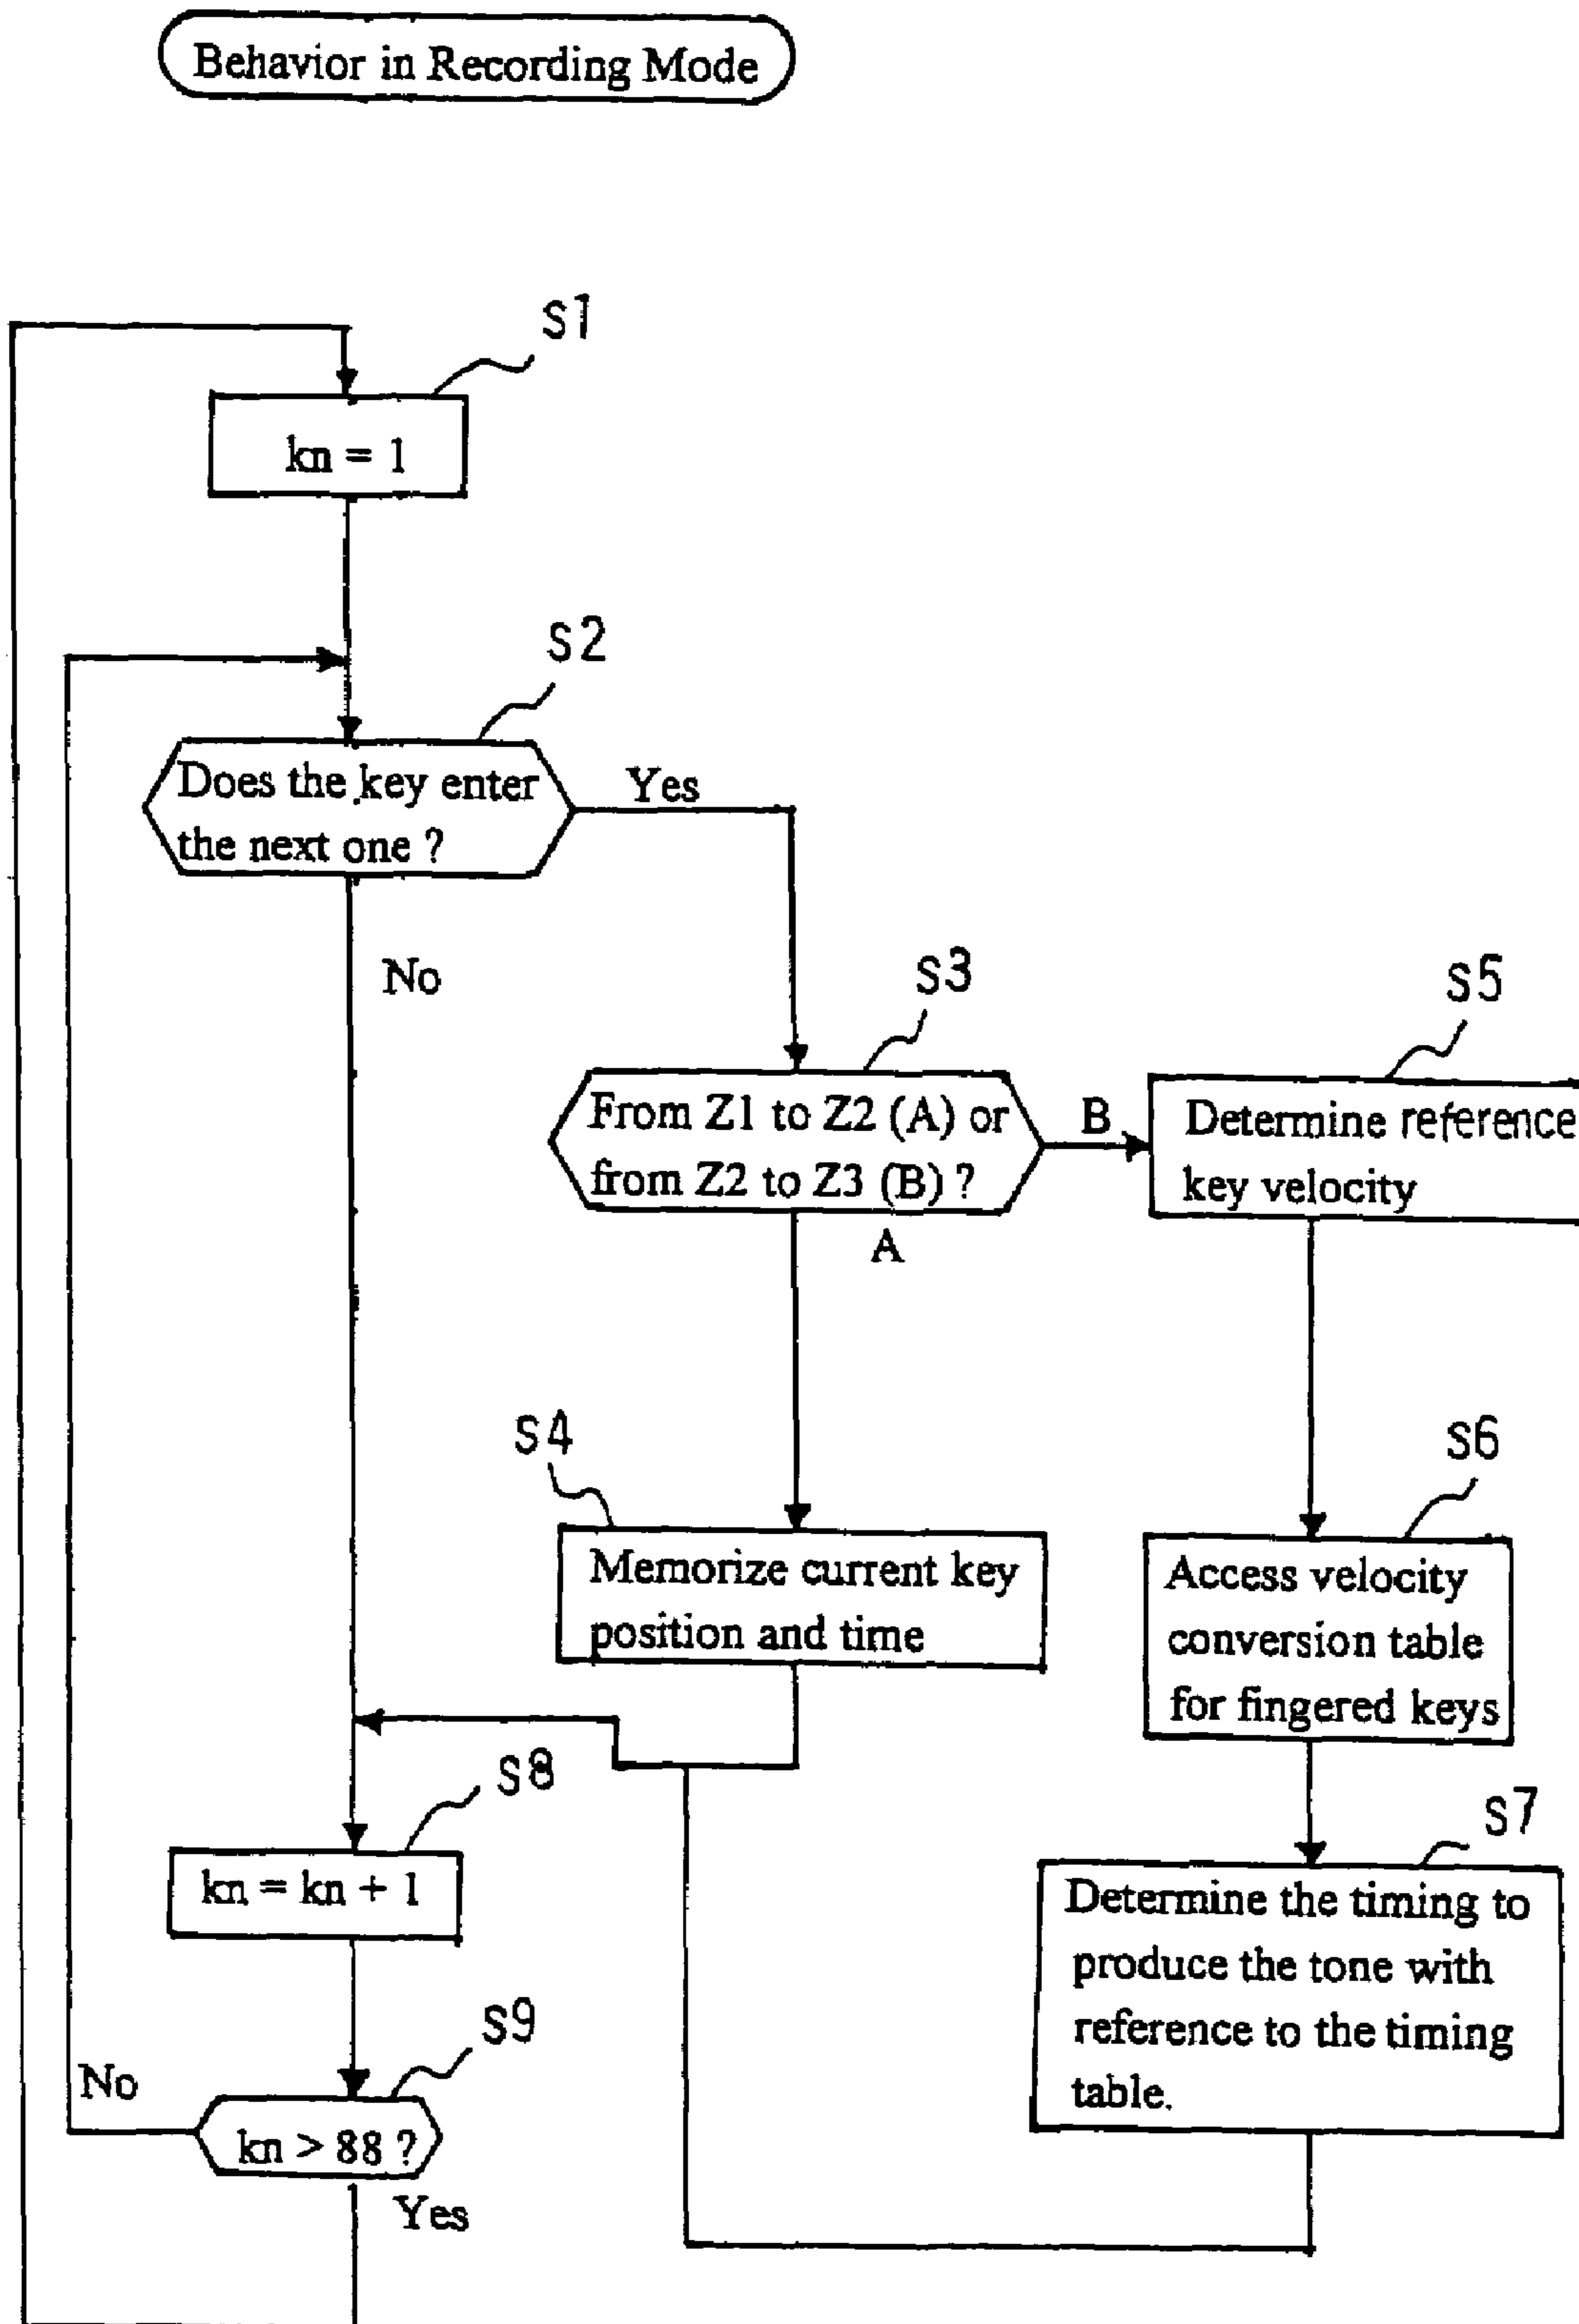 Behavior in Recording Mode
S1
kn = 1
S2
Does the key enter
the next one ?
Yes
No
S3
From Z1 to Z2 (A) or
from Z2 to Z3 (B) ?
B
A
S5
Determine reference
key velocity
S4
Memorize current key
position and time
S6
Access velocity
conversion table
for fingered keys
S7
Determine the timing to
produce the tone with
reference to the timing
table.
S8
kn = kn + 1
S9
No
kn > 88 ?
Yes